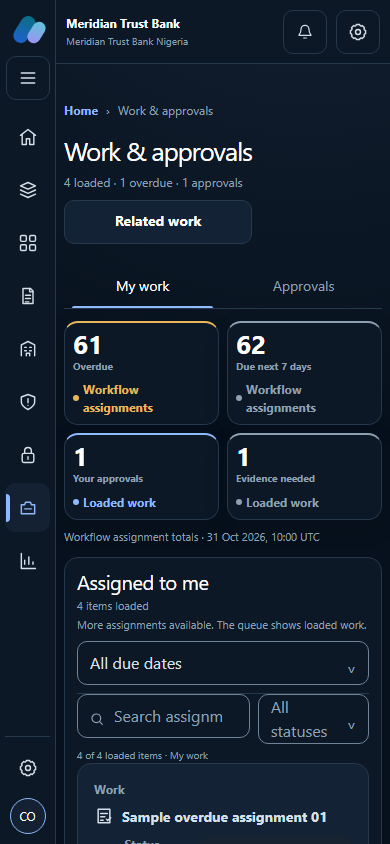 Meridian Trust Bank
Meridian Trust Bank Nigeria
Home › Work & approvals
Work & approvals
4 loaded · 1 overdue · 1 approvals
Related work
My work
Approvals
61
Overdue
Workflow
assignments
62
Due next 7 days
Workflow
assignments
1
Your approvals
Loaded work
1
Evidence needed
Loaded work
Workflow assignment totals · 31 Oct 2026, 10:00 UTC
Assigned to me
4 items loaded
More assignments available. The queue shows loaded work.
All due dates
Search assignm
All
statuses
4 of 4 loaded items · My work
Work
Sample overdue assignment 01
Status
CO